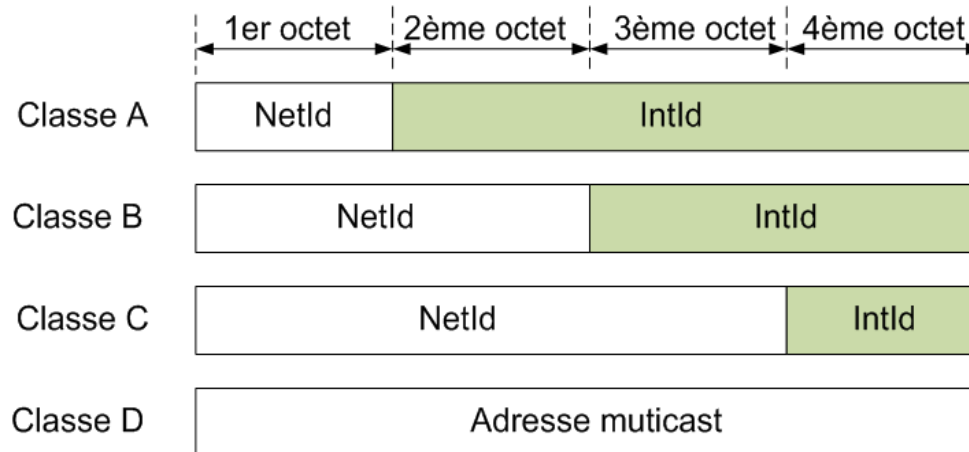 1er octet 2ème octet 3ème octet 4ème octet
Classe A NetId IntId
Classe B NetId IntId
Classe C NetId IntId
Classe D Adresse muticast